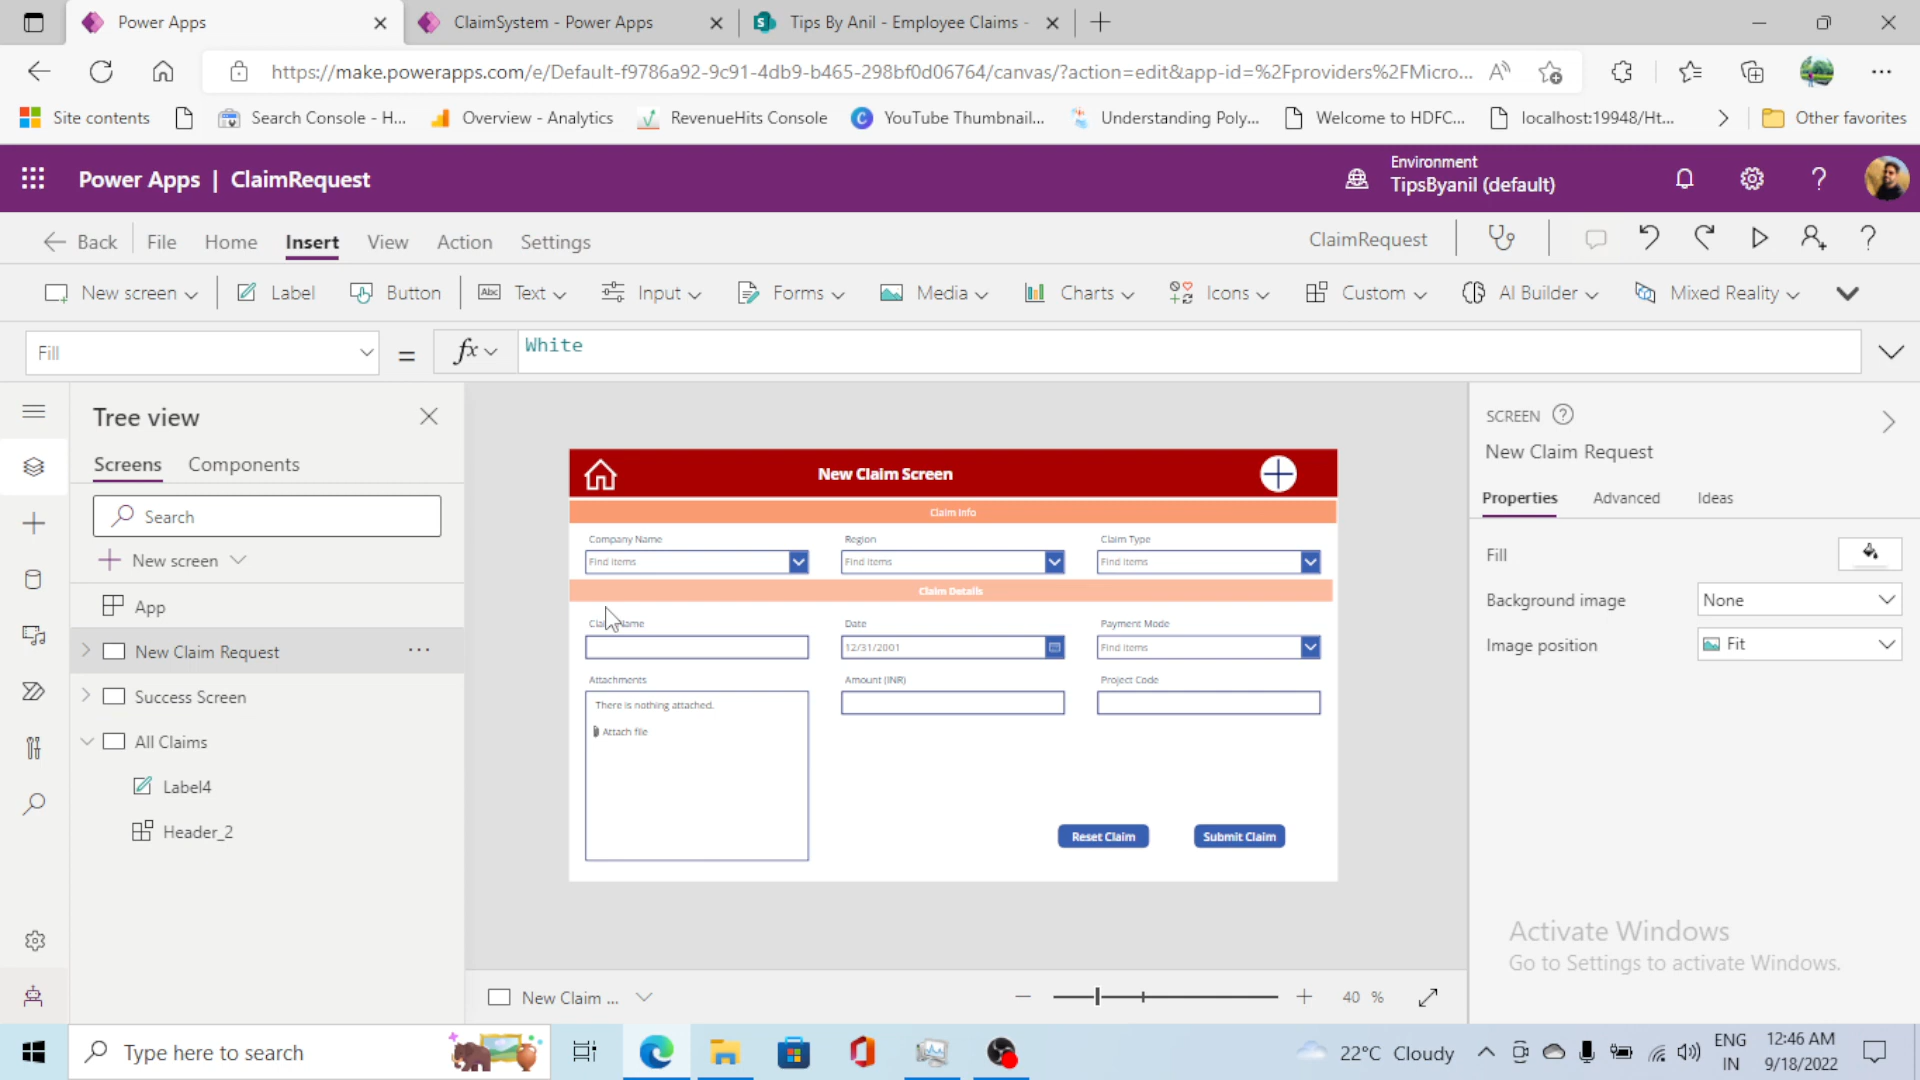 Power Apps
ClaimSystem - Power Apps
Tips By Anil - Employee Claims -
https://make.powerapps.com/e/Default-f9786a92-9c91-4db9-b465-298bf0d06764/canvas/?action=edit&app-id=%2Fproviders%2FMicro...
Site contents
Search Console - H...
Overview - Analytics
RevenueHits Console
YouTube Thumbnail...
Understanding Poly...
Welcome to HDFC...
localhost:19948/Ht...
Other favorites
Power Apps | ClaimRequest
Environment
TipsByanil (default)
Back File Home Insert View Action Settings
ClaimRequest
New screen Label Button Text Input Forms Media Charts Icons Custom AI Builder Mixed Reality
Fill = fx White
Tree view
Screens Components
Search
New screen
App
New Claim Request
Success Screen
All Claims
Label4
Header_2
New Claim Screen
Claim Info
Company Name Region Claim Type
Find items Find items Find items
Claim Details
Date Payment Mode
12/31/2001 Find items
Attachments Amount (INR) Project Code
There is nothing attached.
Attach file
Reset Claim Submit Claim
SCREEN
New Claim Request
Properties Advanced Ideas
Fill
Background image None
Image position Fit
Activate Windows
Go to Settings to activate Windows.
New Claim ...
40 %
Type here to search
22°C Cloudy
ENG
IN
12:46 AM
9/18/2022